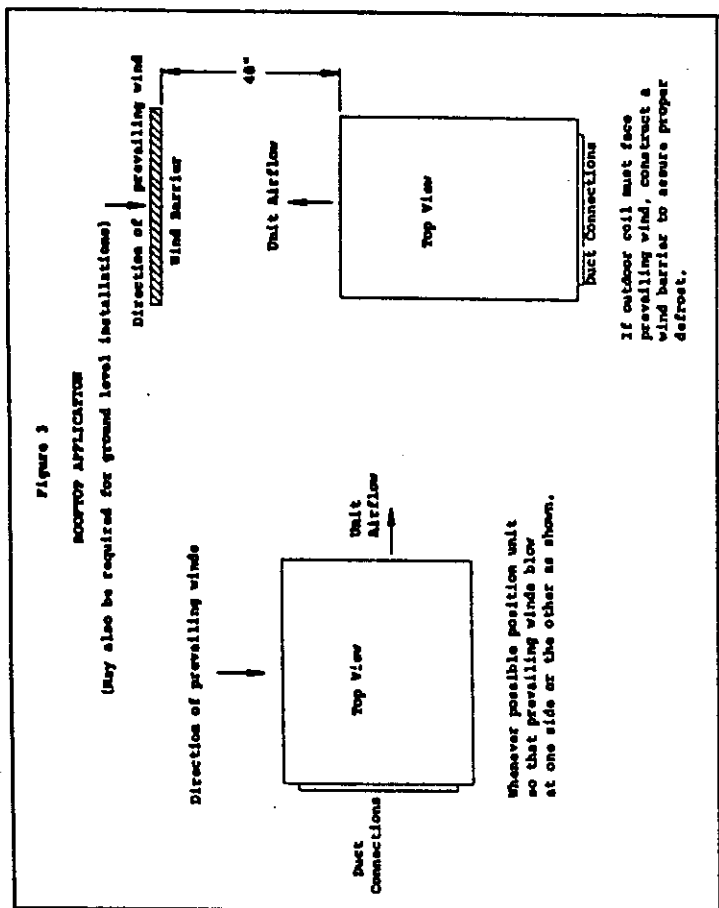 Figure 3
ROOFTOP APPLICATION
(May also be required for ground level installations)
Direction of prevailing winds
Top View
Unit
Airflow
Duct
Connections
Whenever possible position unit
so that prevailing winds blow
at one side or the other as shown.
Direction of prevailing wind
Wind Barrier
48"
Unit Airflow
Top View
Duct Connections
If outdoor coil must face
prevailing wind, construct a
wind barrier to assure proper
defrost.